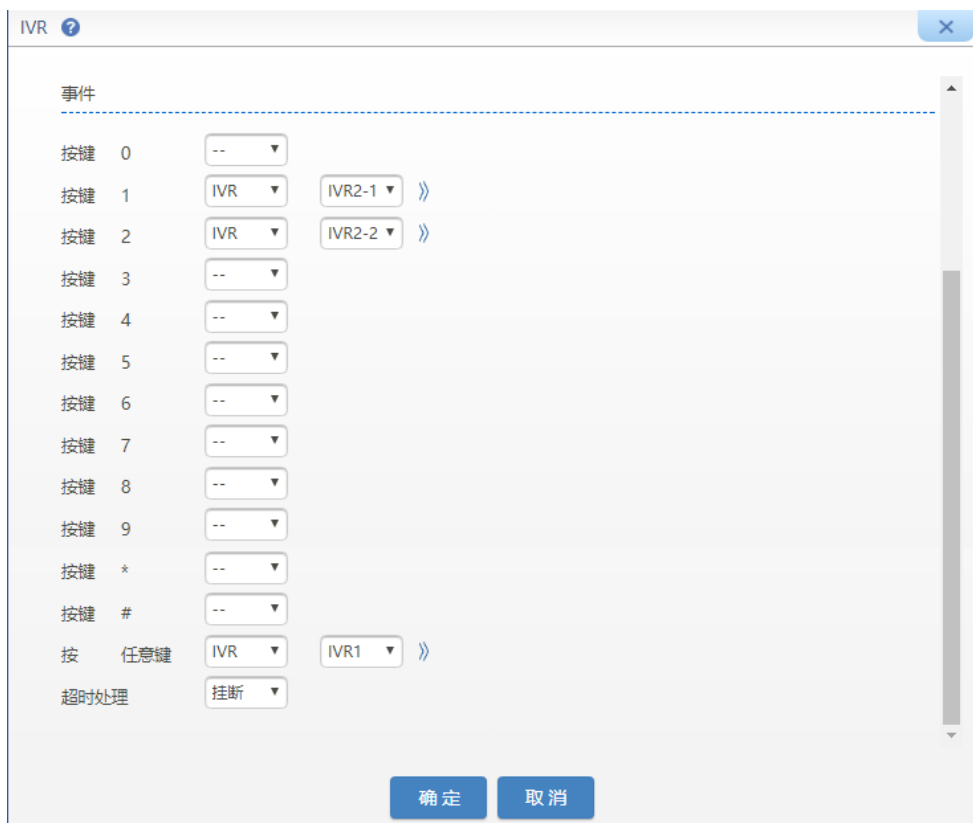 IVR ?
事件
按键 0 --
按键 1 IVR IVR2-1
按键 2 IVR IVR2-2
按键 3 --
按键 4 --
按键 5 --
按键 6 --
按键 7 --
按键 8 --
按键 9 --
按键 * --
按键 # --
按 任意键 IVR IVR1
超时处理 挂断
确定 取消